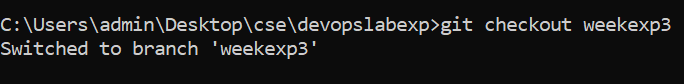 C:\Users\admin\Desktop\cse\devopslabexp>git checkout weekexp3
Switched to branch 'weekexp3'